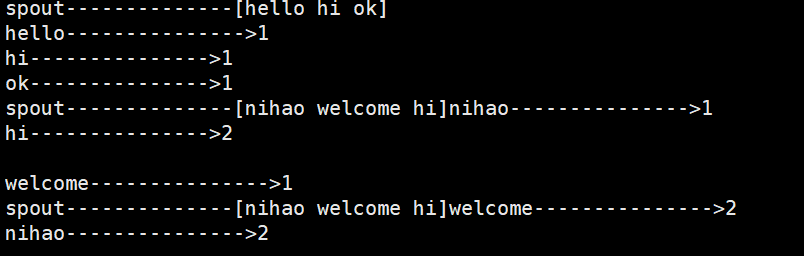 spout--------------[hello hi ok]
hello--------------->1
hi--------------->1
ok--------------->1
spout--------------[nihao welcome hi]nihao--------------->1
hi--------------->2
welcome--------------->1
spout--------------[nihao welcome hi]welcome--------------->2
nihao--------------->2